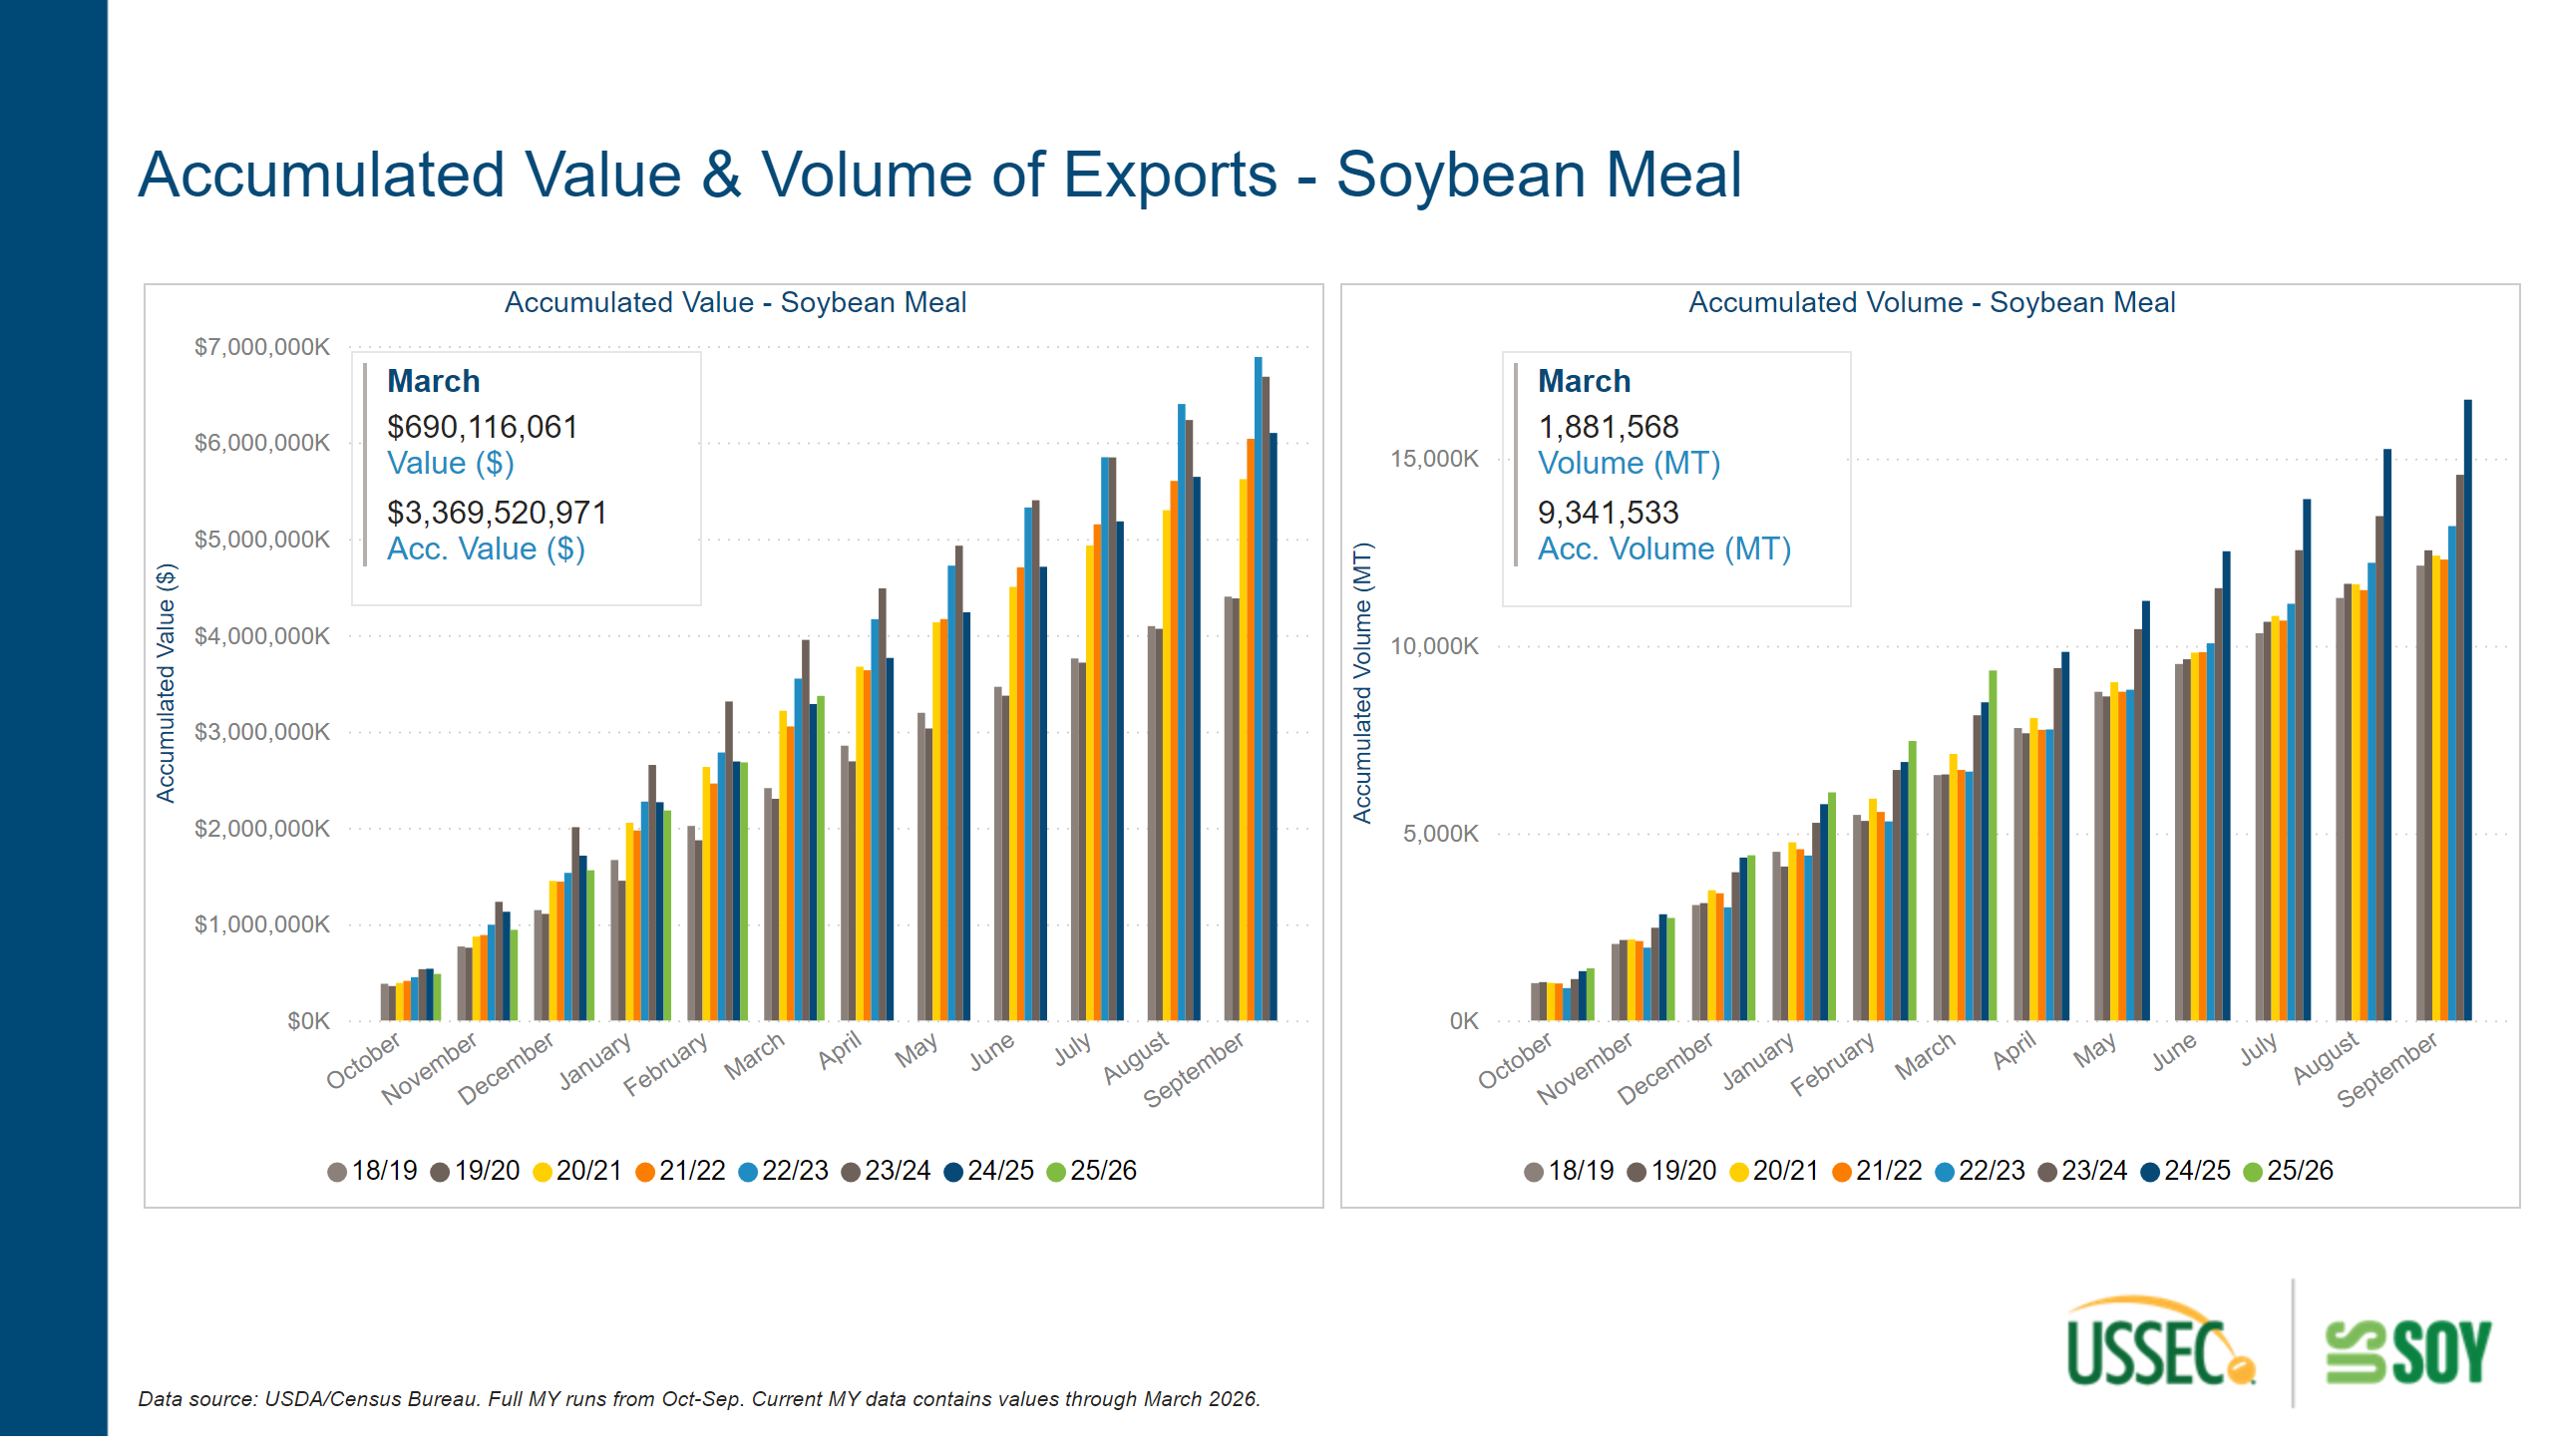 Accumulated Value & Volume of Exports - Soybean Meal
Accumulated Value - Soybean Meal
$7,000,000K
$6,000,000K
$5,000,000K
$4,000,000K
$3,000,000K
$2,000,000K
$1,000,000K
$0K
Accumulated Value ($)
March
$690,116,061
Value ($)
$3,369,520,971
Acc. Value ($)
October
November
December
January
February
March
April
May
June
July
August
September
18/19 19/20 20/21 21/22 22/23 23/24 24/25 25/26
Accumulated Volume - Soybean Meal
15,000K
10,000K
5,000K
0K
Accumulated Volume (MT)
March
1,881,568
Volume (MT)
9,341,533
Acc. Volume (MT)
October
November
December
January
February
March
April
May
June
July
August
September
18/19 19/20 20/21 21/22 22/23 23/24 24/25 25/26
USSEC
US SOY
Data source: USDA/Census Bureau. Full MY runs from Oct-Sep. Current MY data contains values through March 2026.